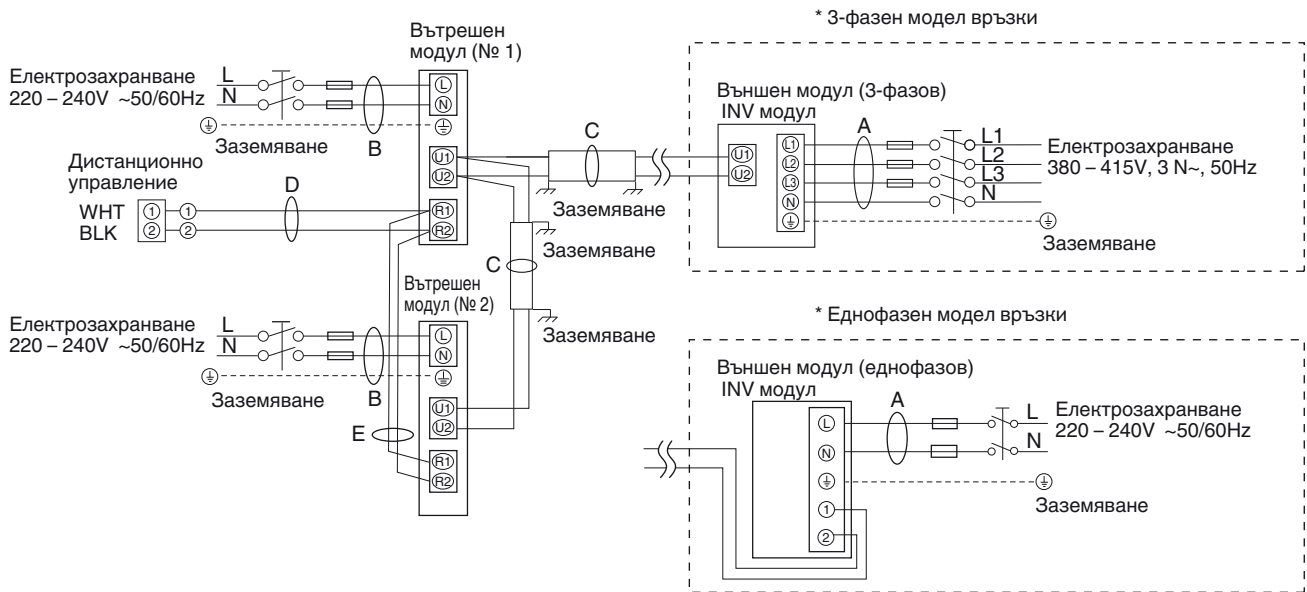 * 3-фазен модел връзки
Вътрешен
модул (№ 1)
Електрозахранване
220 – 240V ~50/60Hz
L
N
L
N
Заземяване
B
U1
U2
C
Заземяване
Външен модул (3-фазов)
INV модул
U1
U2
L1
L2
L3
N
A
L1
L2
L3
N
Електрозахранване
380 – 415V, 3 N~, 50Hz
Заземяване
Дистанционно
управление
WHT
BLK
1
2
1
2
D
R1
R2
C
Заземяване
Заземяване
Вътрешен
модул (№ 2)
Електрозахранване
220 – 240V ~50/60Hz
L
N
L
N
Заземяване
B
U1
U2
E
R1
R2
* Еднофазен модел връзки
Външен модул (еднофазов)
INV модул
L
N
1
2
A
L
N
Електрозахранване
220 – 240V ~50/60Hz
Заземяване